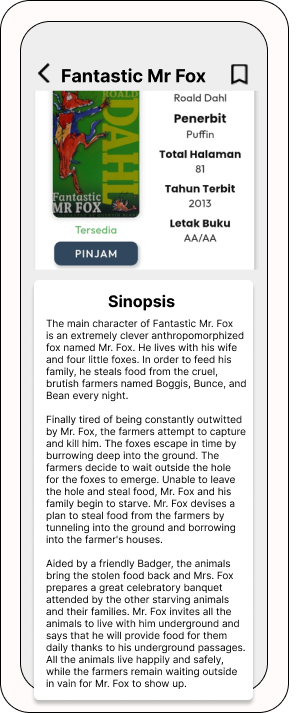 Fantastic Mr Fox
ROALD
DAHL
Fantastic
MR FOX
Tersedia
PINJAM
Roald Dahl
Penerbit
Puffin
Total Halaman
81
Tahun Terbit
2013
Letak Buku
AA/AA
Sinopsis
The main character of Fantastic Mr. Fox
is an extremely clever anthropomorphized
fox named Mr. Fox. He lives with his wife
and four little foxes. In order to feed his
family, he steals food from the cruel,
brutish farmers named Boggis, Bunce, and
Bean every night.
Finally tired of being constantly outwitted
by Mr. Fox, the farmers attempt to capture
and kill him. The foxes escape in time by
burrowing deep into the ground. The
farmers decide to wait outside the hole
for the foxes to emerge. Unable to leave
the hole and steal food, Mr. Fox and his
family begin to starve. Mr. Fox devises a
plan to steal food from the farmers by
tunneling into the ground and borrowing
into the farmer's houses.
Aided by a friendly Badger, the animals
bring the stolen food back and Mrs. Fox
prepares a great celebratory banquet
attended by the other starving animals
and their families. Mr. Fox invites all the
animals to live with him underground and
says that he will provide food for them
daily thanks to his underground passages.
All the animals live happily and safely,
while the farmers remain waiting outside
in vain for Mr. Fox to show up.